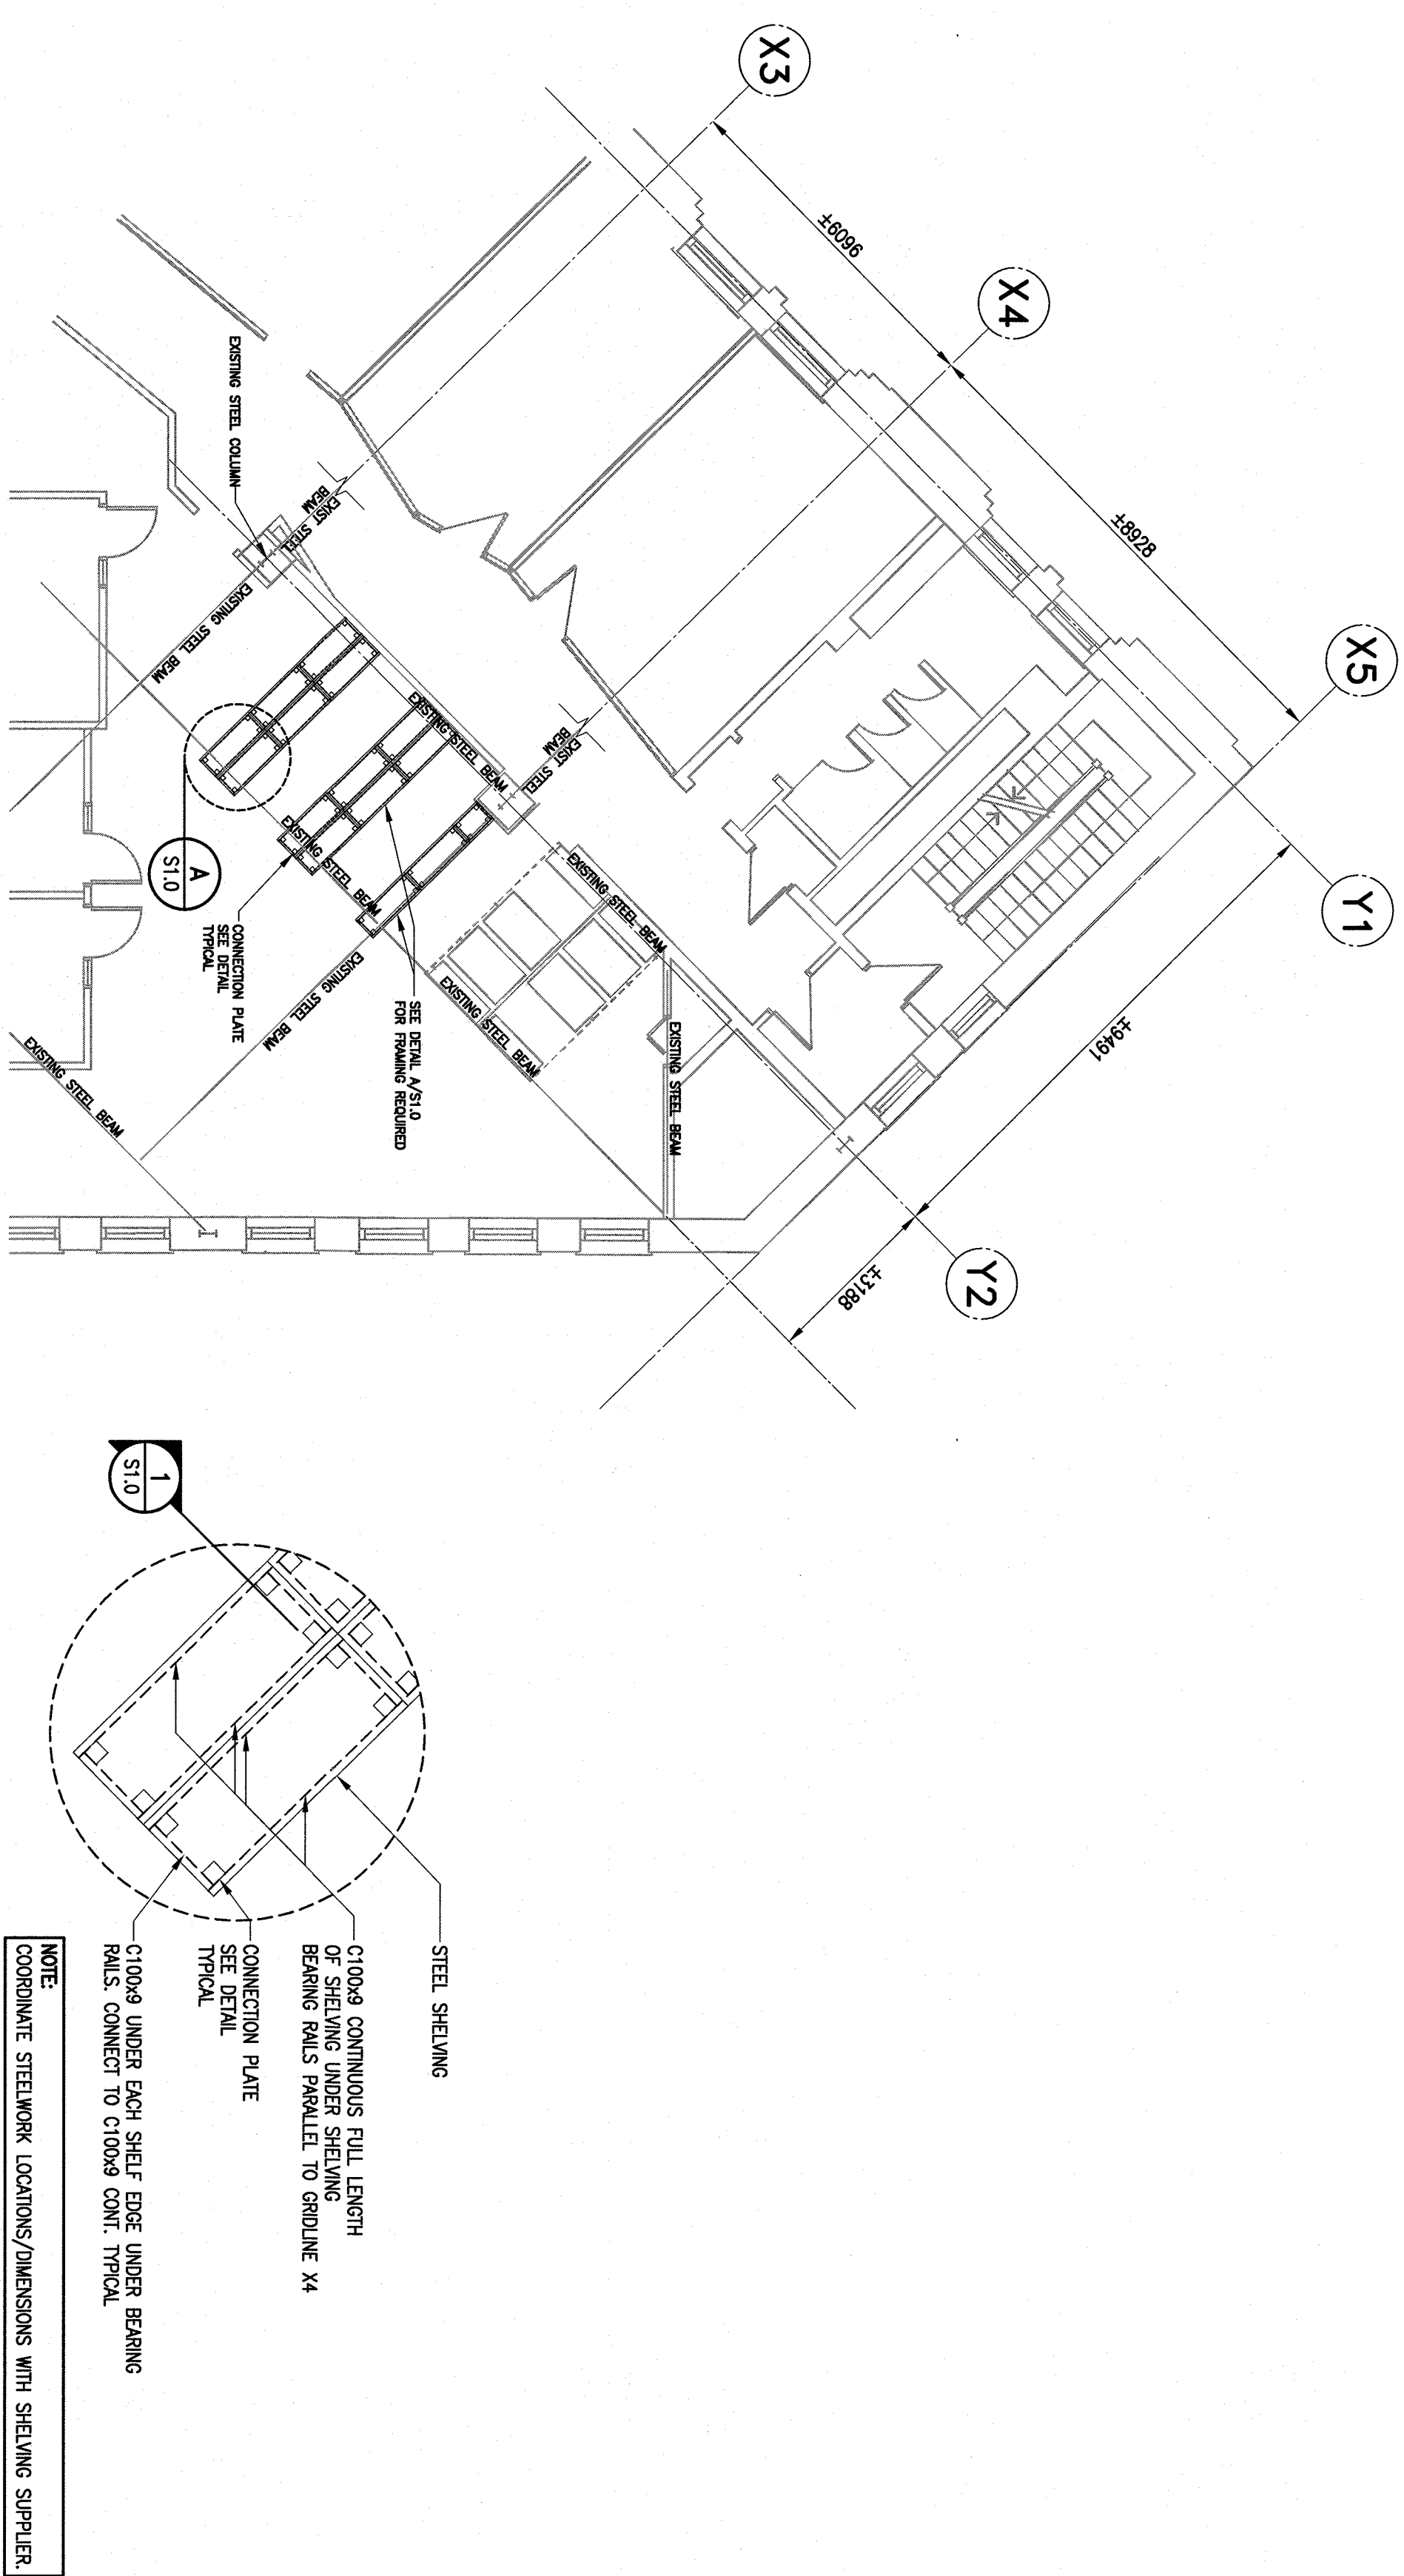 X3
X4
X5
Y1
Y2
±6096
±8928
±9491
±3188
EXISTING STEEL COLUMN
EXIST STEEL
BEAM
EXISTING STEEL BEAM
EXISTING STEEL BEAM
EXIST STEEL
BEAM
EXISTING STEEL BEAM
EXISTING STEEL BEAM
EXISTING STEEL BEAM
EXISTING STEEL BEAM
EXISTING STEEL BEAM
EXISTING STEEL BEAM
A
S1.0
CONNECTION PLATE
SEE DETAIL
TYPICAL
SEE DETAIL A/S1.0
FOR FRAMING REQUIRED
1
S1.0
STEEL SHELVING
C100x9 CONTINUOUS FULL LENGTH
OF SHELVING UNDER SHELVING
BEARING RAILS PARALLEL TO GRIDLINE X4
CONNECTION PLATE
SEE DETAIL
TYPICAL
C100x9 UNDER EACH SHELF EDGE UNDER BEARING
RAILS. CONNECT TO C100x9 CONT. TYPICAL
NOTE:
COORDINATE STEELWORK LOCATIONS/DIMENSIONS WITH SHELVING SUPPLIER.